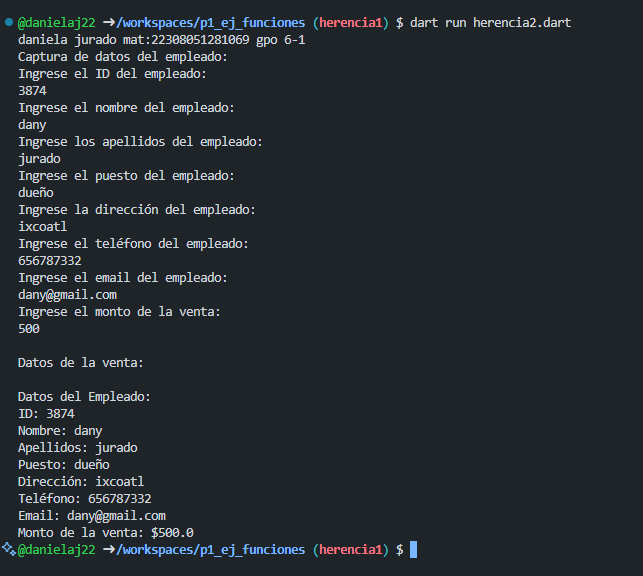 @danielaj22 →/workspaces/p1_ej_funciones (herencia1) $ dart run herencia2.dart
daniela jurado mat:22308051281069 gpo 6-1
Captura de datos del empleado:
Ingrese el ID del empleado:
3874
Ingrese el nombre del empleado:
dany
Ingrese los apellidos del empleado:
jurado
Ingrese el puesto del empleado:
dueño
Ingrese la dirección del empleado:
ixcoatl
Ingrese el teléfono del empleado:
656787332
Ingrese el email del empleado:
dany@gmail.com
Ingrese el monto de la venta:
500
Datos de la venta:
Datos del Empleado:
ID: 3874
Nombre: dany
Apellidos: jurado
Puesto: dueño
Dirección: ixcoatl
Teléfono: 656787332
Email: dany@gmail.com
Monto de la venta: $500.0
@danielaj22 →/workspaces/p1_ej_funciones (herencia1) $